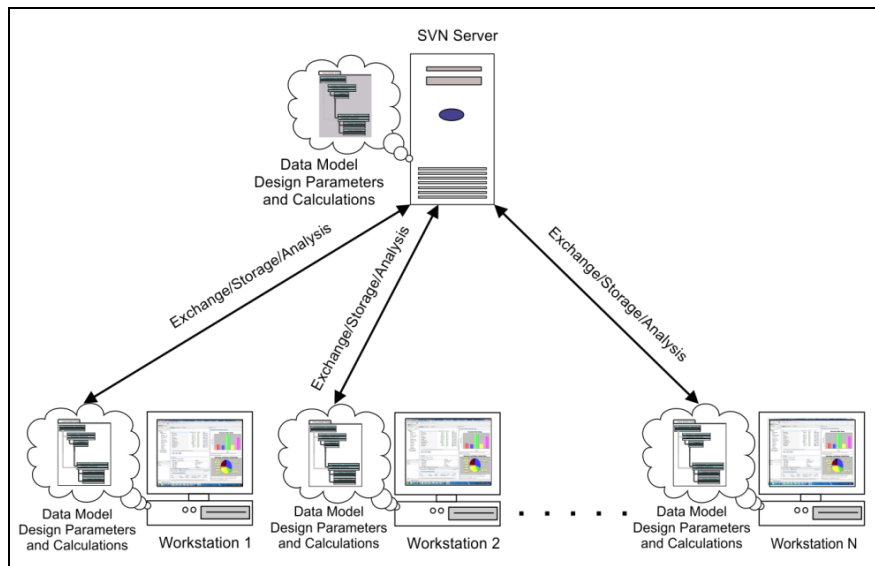 SVN Server
Data Model
Design Parameters
and Calculations
Exchange/Storage/Analysis
Exchange/Storage/Analysis
Exchange/Storage/Analysis
Data Model
Design Parameters
and Calculations
Workstation 1
Data Model
Design Parameters
and Calculations
Workstation 2
. . . . .
Data Model
Design Parameters
and Calculations
Workstation N